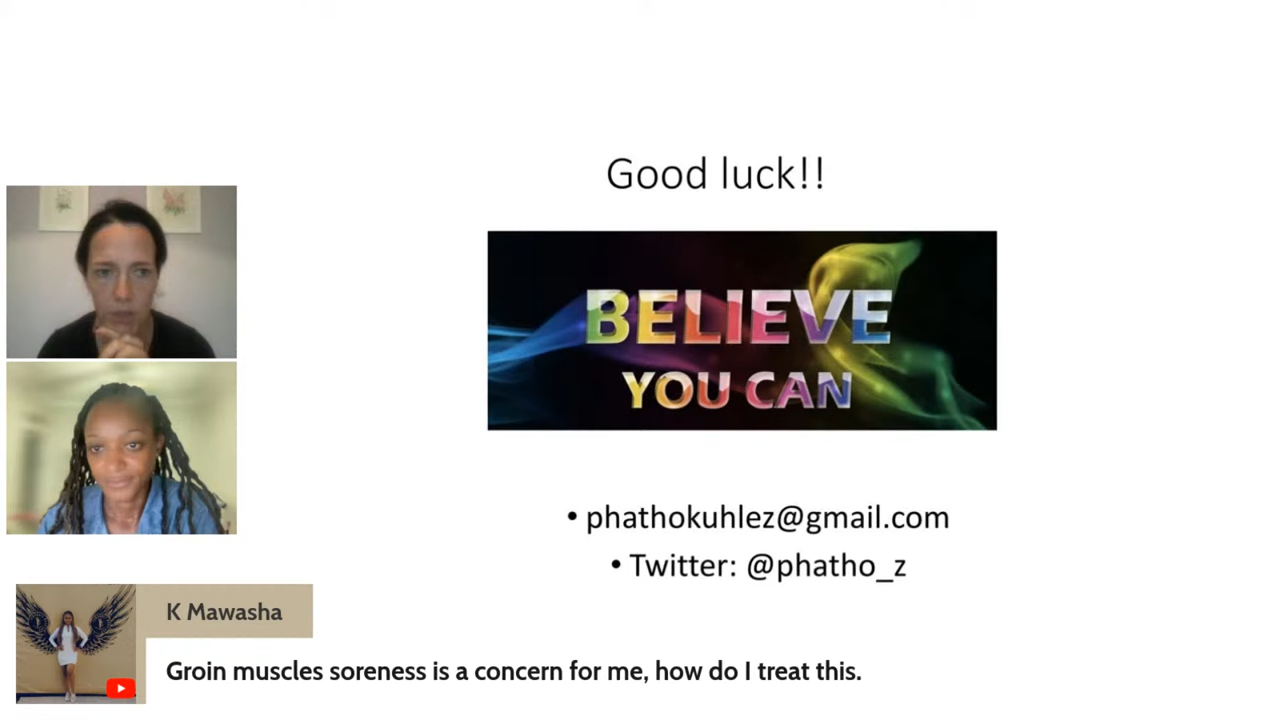 Good luck!!
BELIEVE
YOU CAN
• phathokuhlez@gmail.com
• Twitter: @phatho_z
K Mawasha
Groin muscles soreness is a concern for me, how do I treat this.